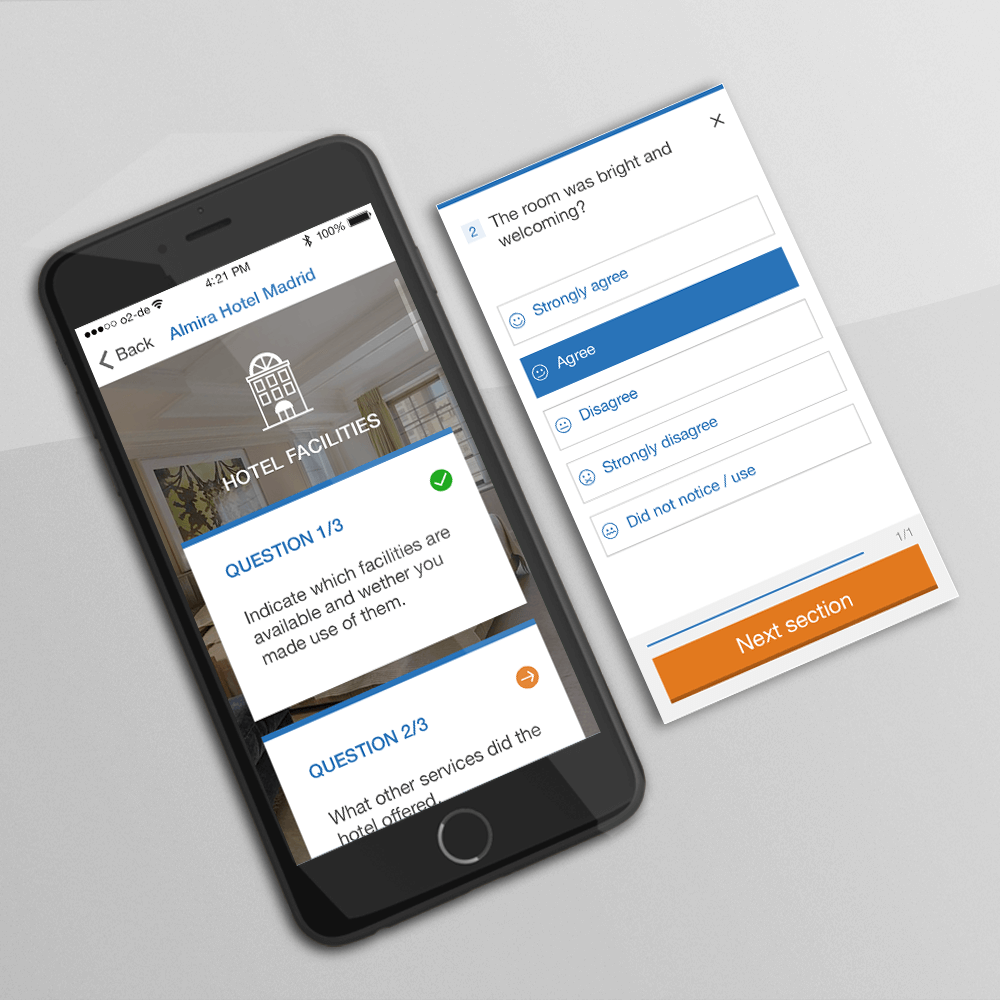 o2-de 4:21 PM 100%
Back Almira Hotel Madrid
HOTEL FACILITIES
QUESTION 1/3
Indicate which facilities are
available and wether you
made use of them.
QUESTION 2/3
What other services did the
hotel offered.
2 The room was bright and
welcoming?
Strongly agree
Agree
Disagree
Strongly disagree
Did not notice / use
1/1
Next section